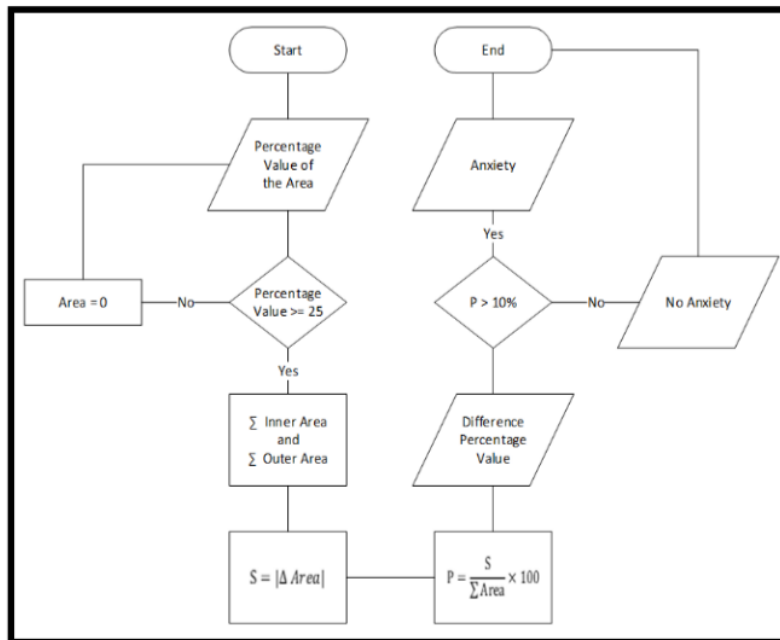 Start
Percentage
Value of
the Area
Percentage
Value >= 25
No
Area =0
Yes
∑ Inner Area
and
∑ Outer Area
S = |Δ Area|
P = S / ∑Area × 100
Difference
Percentage
Value
P > 10%
No
No Anxiety
Yes
Anxiety
End